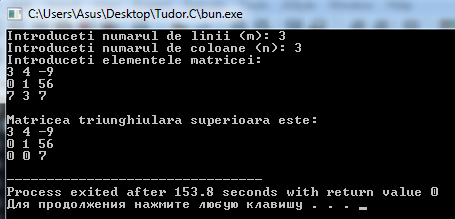 C:\Users\Asus\Desktop\Tudor.C\bun.exe
Introduceti numarul de linii (m): 3
Introduceti numarul de coloane (n): 3
Introduceti elementele matricei:
3 4 -9
0 1 56
7 3 7
Matricea triunghiulara superioara este:
3 4 -9
0 1 56
0 0 7
--------------------------------
Process exited after 153.8 seconds with return value 0
Для продолжения нажмите любую клавишу . . .